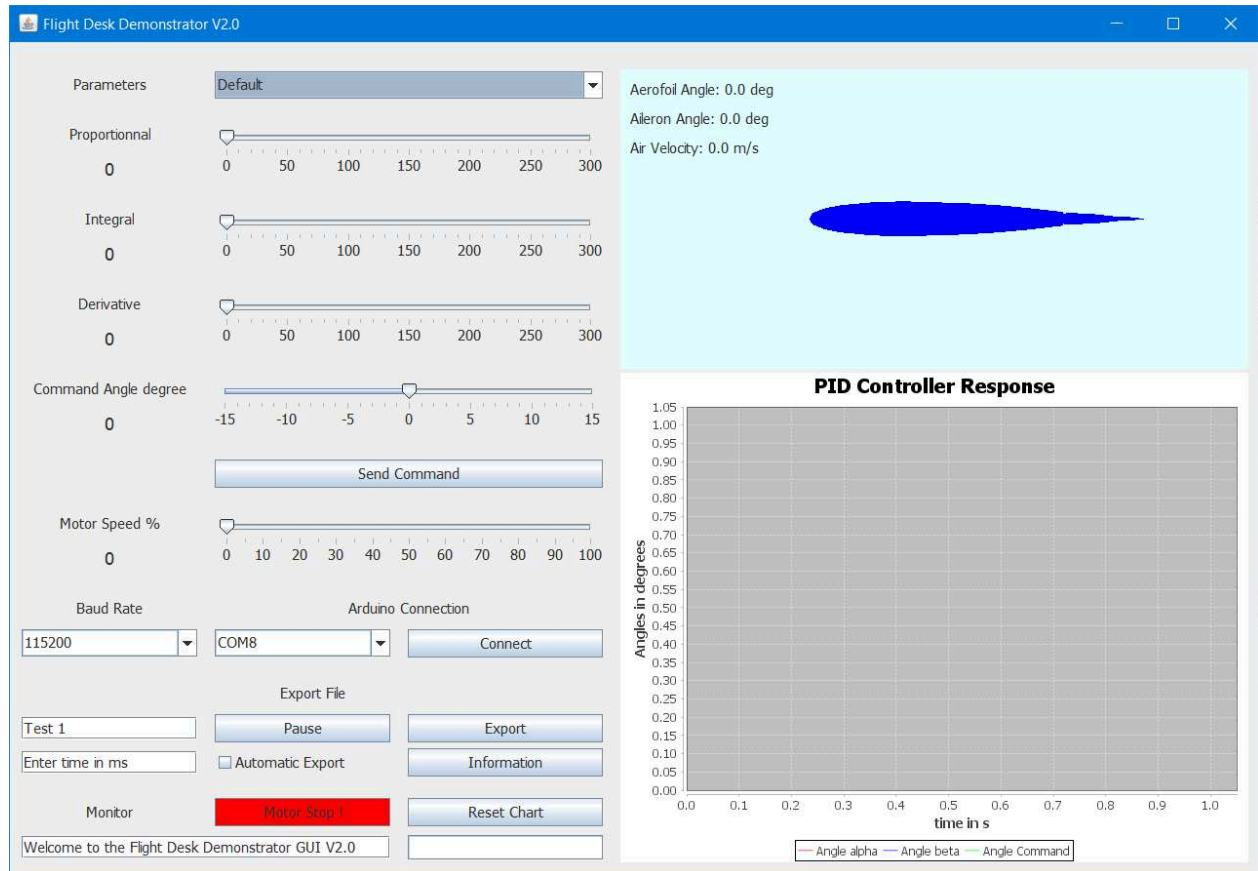 Flight Desk Demonstrator V2.0
Parameters
Default
Proportionnal
0
0 50 100 150 200 250 300
Integral
0
0 50 100 150 200 250 300
Derivative
0
0 50 100 150 200 250 300
Command Angle degree
0
-15 -10 -5 0 5 10 15
Send Command
Motor Speed %
0
0 10 20 30 40 50 60 70 80 90 100
Baud Rate
Arduino Connection
115200
COM8
Connect
Export File
Test 1
Pause
Export
Enter time in ms
Automatic Export
Information
Monitor
Motor Stop !
Reset Chart
Welcome to the Flight Desk Demonstrator GUI V2.0
Aerofoil Angle: 0.0 deg
Aileron Angle: 0.0 deg
Air Velocity: 0.0 m/s
PID Controller Response
Angles in degrees
1.05
1.00
0.95
0.90
0.85
0.80
0.75
0.70
0.65
0.60
0.55
0.50
0.45
0.40
0.35
0.30
0.25
0.20
0.15
0.10
0.05
0.00
0.0 0.1 0.2 0.3 0.4 0.5 0.6 0.7 0.8 0.9 1.0
time in s
Angle alpha Angle beta Angle Command